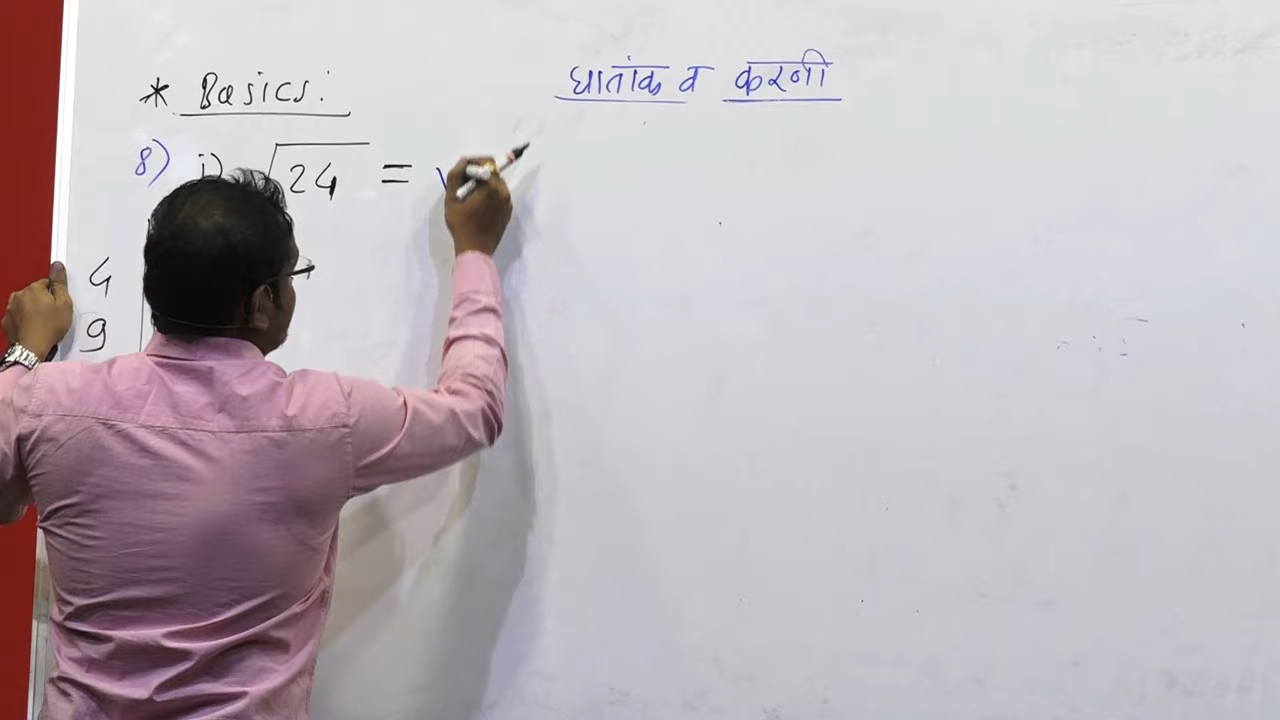 * Basics:
घातांक व करणी
8) i) √24 =
4
9